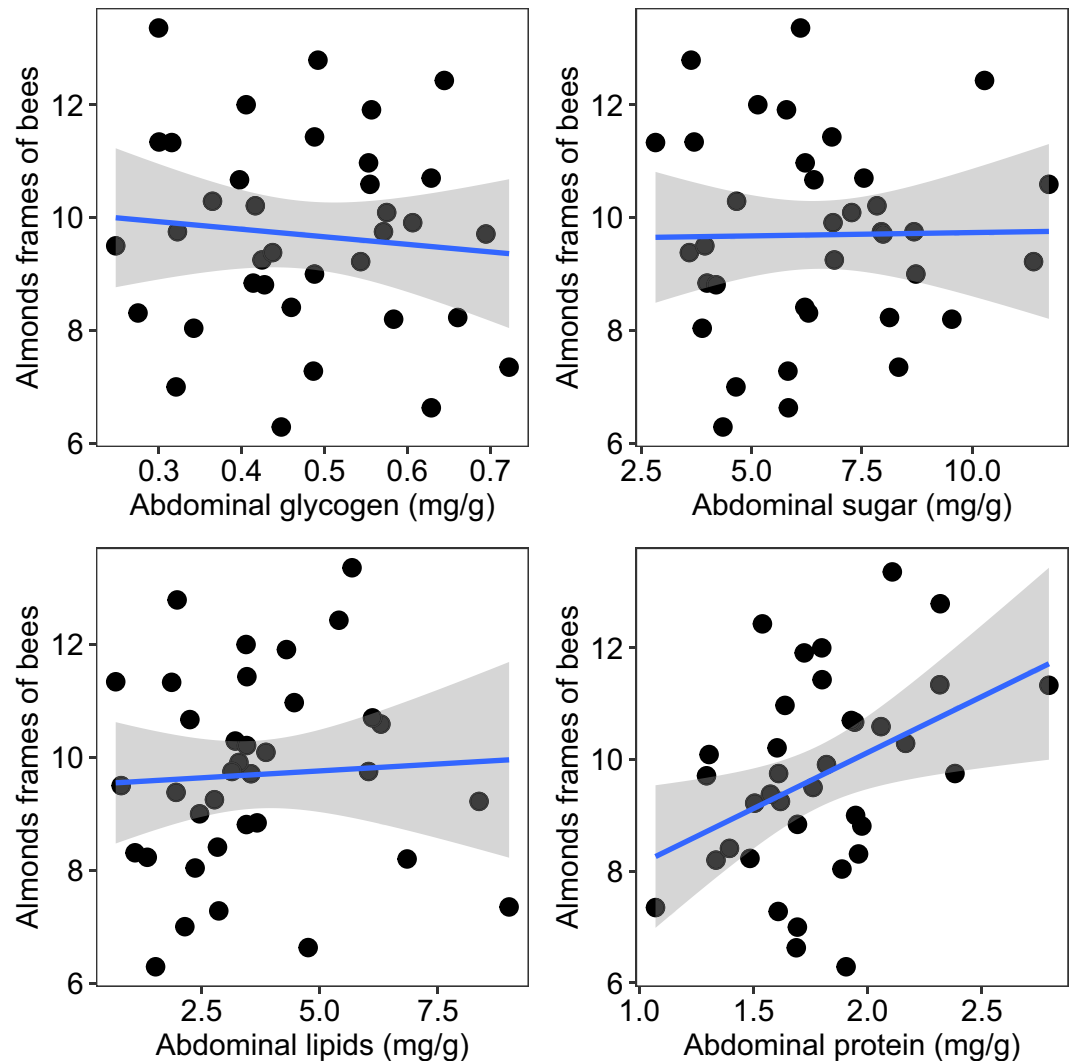 Almonds frames of bees
12
10
8
6
0.3 0.4 0.5 0.6 0.7
Abdominal glycogen (mg/g)
Almonds frames of bees
12
10
8
6
2.5 5.0 7.5 10.0
Abdominal sugar (mg/g)
Almonds frames of bees
12
10
8
6
2.5 5.0 7.5
Abdominal lipids (mg/g)
Almonds frames of bees
12
10
8
6
1.0 1.5 2.0 2.5
Abdominal protein (mg/g)